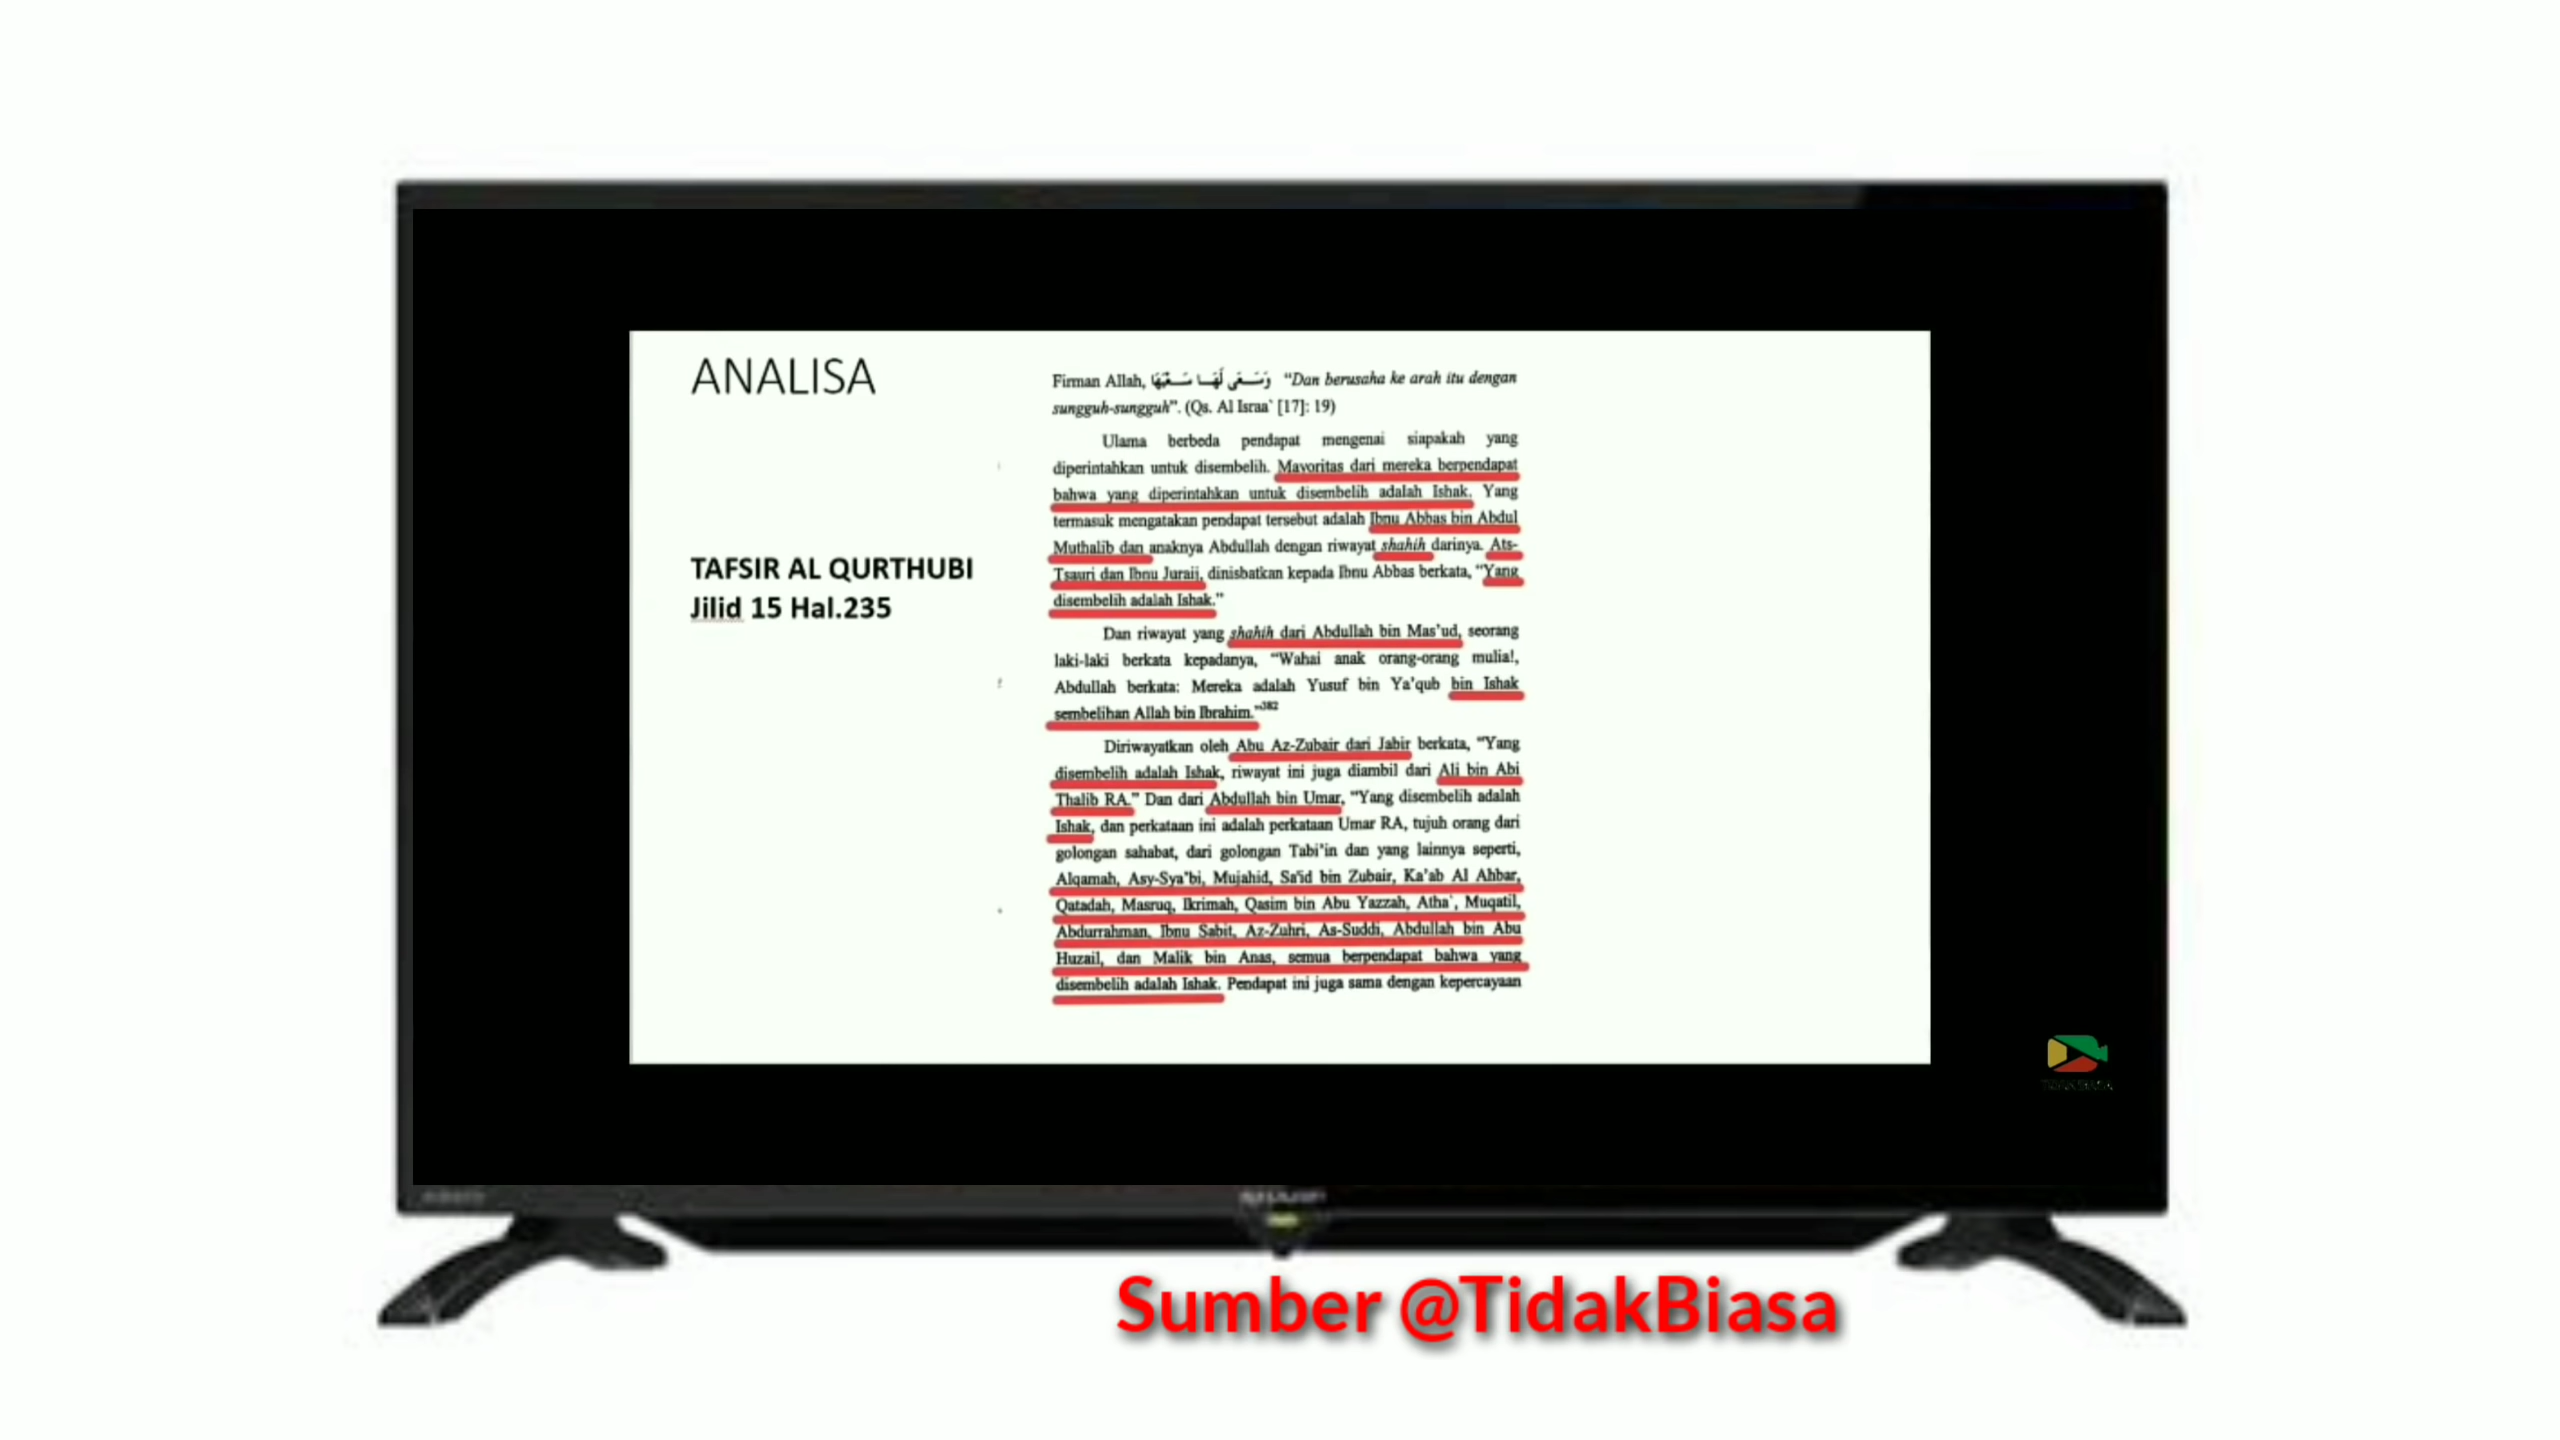 ANALISA
TAFSIR AL QURTHUBI
Jilid 15 Hal.235
Firman Allah, وَسَعَى لَهَا سَعْيَهَا "Dan berusaha ke arah itu dengan
sungguh-sungguh". (Qs. Al Israa` [17]: 19)
Ulama berbeda pendapat mengenai siapakah yang
diperintahkan untuk disembelih. Mayoritas dari mereka berpendapat
bahwa yang diperintahkan untuk disembelih adalah Ishak. Yang
termasuk mengatakan pendapat tersebut adalah Ibnu Abbas bin Abdul
Muthalib dan anaknya Abdullah dengan riwayat shahih darinya. Ats-
Tsauri dan Ibnu Juraij, dinisbatkan kepada Ibnu Abbas berkata, "Yang
disembelih adalah Ishak."
Dan riwayat yang shahih dari Abdullah bin Mas'ud, seorang
laki-laki berkata kepadanya, "Wahai anak orang-orang mulia!,
Abdullah berkata: Mereka adalah Yusuf bin Ya'qub bin Ishak
sembelihan Allah bin Ibrahim."382
Diriwayatkan oleh Abu Az-Zubair dari Jabir berkata, "Yang
disembelih adalah Ishak, riwayat ini juga diambil dari Ali bin Abi
Thalib RA." Dan dari Abdullah bin Umar, "Yang disembelih adalah
Ishak, dan perkataan ini adalah perkataan Umar RA, tujuh orang dari
golongan sahabat, dari golongan Tabi'in dan yang lainnya seperti,
Alqamah, Asy-Sya'bi, Mujahid, Sa'id bin Zubair, Ka'ab Al Ahbar,
Qatadah, Masruq, Ikrimah, Qasim bin Abu Yazzah, Atha`, Muqatil,
Abdurrahman, Ibnu Sabit, Az-Zuhri, As-Suddi, Abdullah bin Abu
Huzail, dan Malik bin Anas, semua berpendapat bahwa yang
disembelih adalah Ishak. Pendapat ini juga sama dengan kepercayaan
Sumber @TidakBiasa